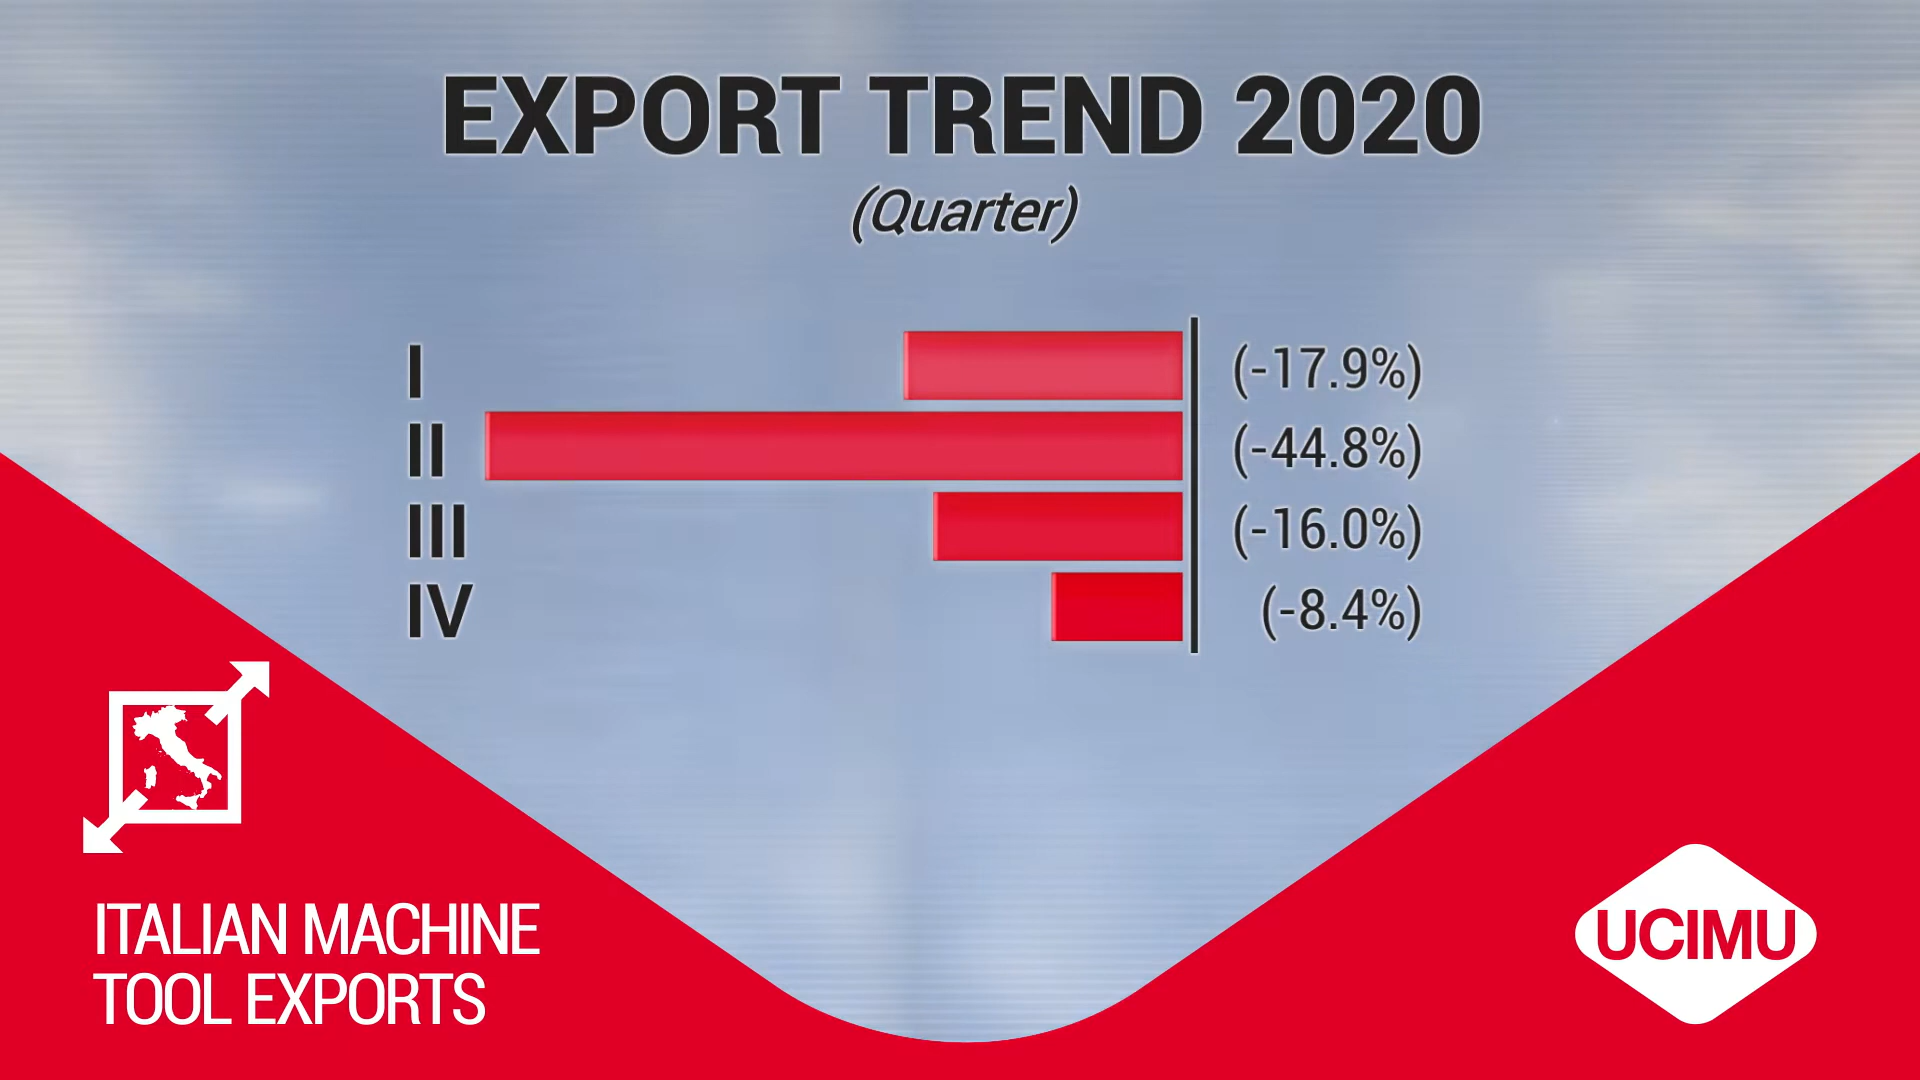 EXPORT TREND 2020
(Quarter)
I (-17.9%)
II (-44.8%)
III (-16.0%)
IV (-8.4%)
ITALIAN MACHINE
TOOL EXPORTS
UCIMU